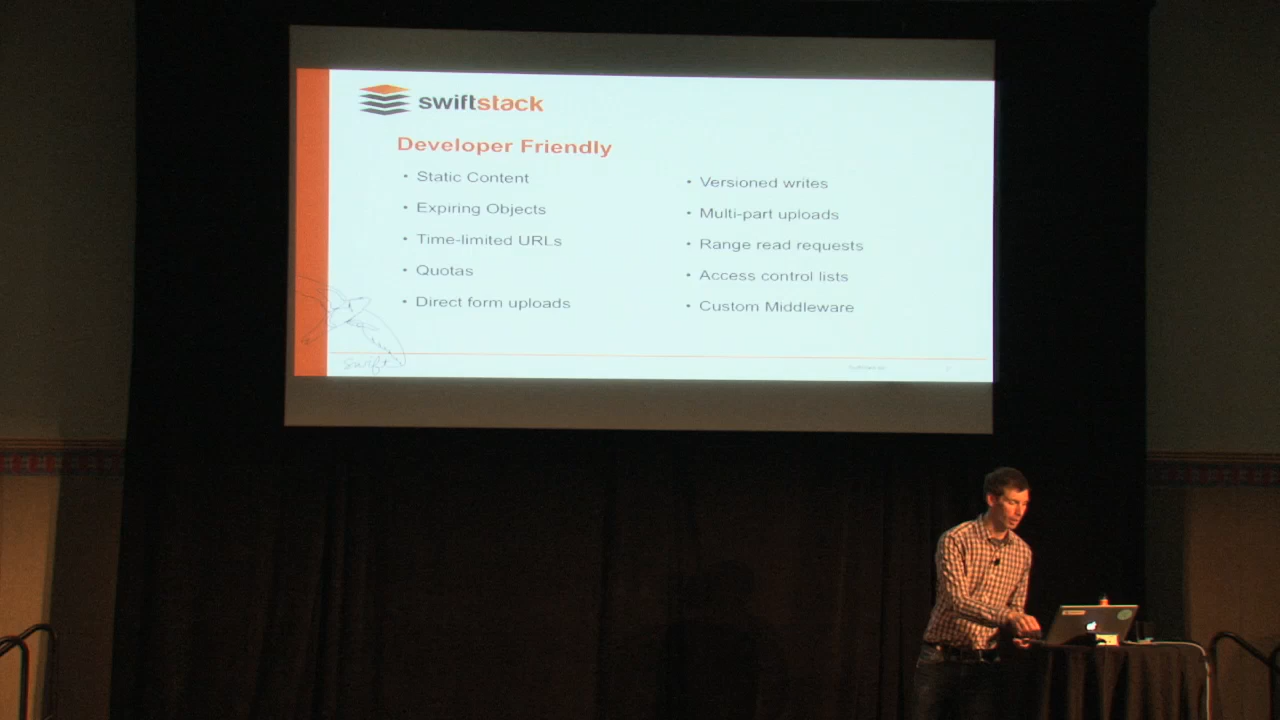 swiftstack
Developer Friendly
• Static Content
• Expiring Objects
• Time-limited URLs
• Quotas
• Direct form uploads
• Versioned writes
• Multi-part uploads
• Range read requests
• Access control lists
• Custom Middleware
Swift